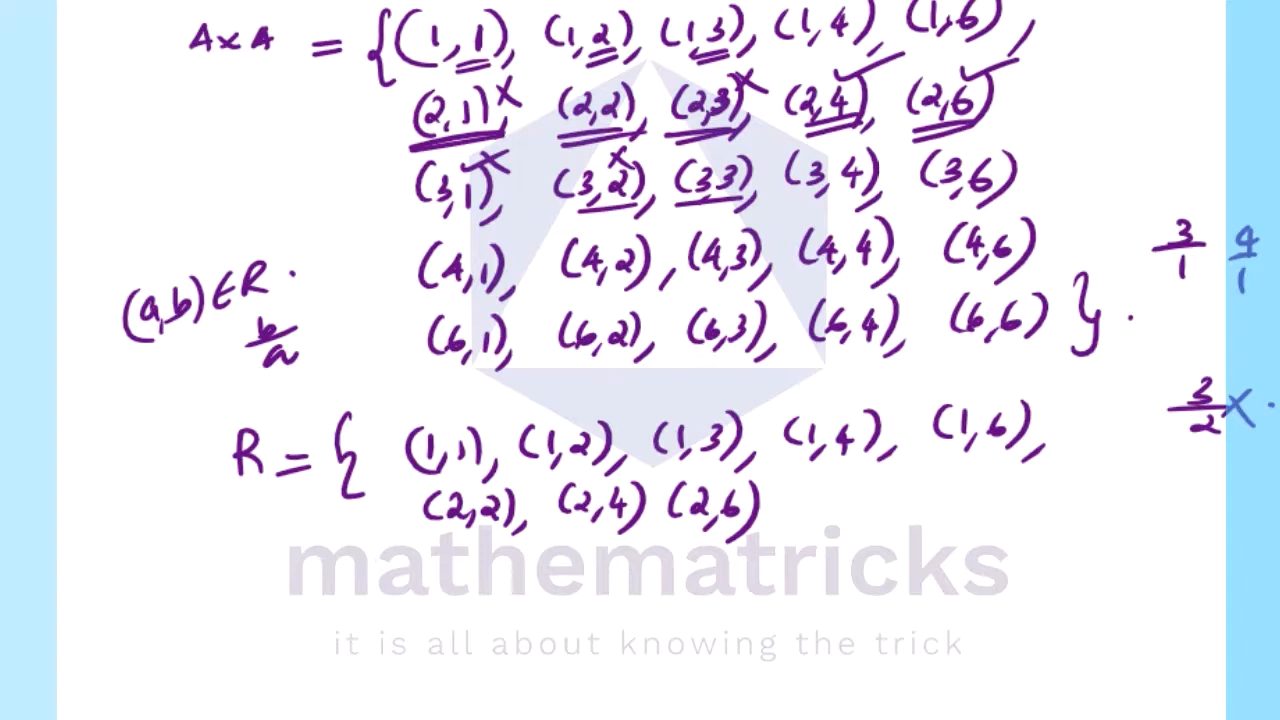 A x A = {(1,1), (1,2), (1,3), (1,4), (1,6),
(2,1)x, (2,2), (2,3)x, (2,4), (2,6)
(3,1)x, (3,2)x, (3,3), (3,4), (3,6)
(4,1), (4,2), (4,3), (4,4), (4,6)
(6,1), (6,2), (6,3), (6,4), (6,6) }.
3/1 4/1
(a,b) ∈ R.
b/a
3/2 x.
R = { (1,1), (1,2), (1,3), (1,4), (1,6),
(2,2), (2,4) (2,6)
mathematricks
it is all about knowing the trick